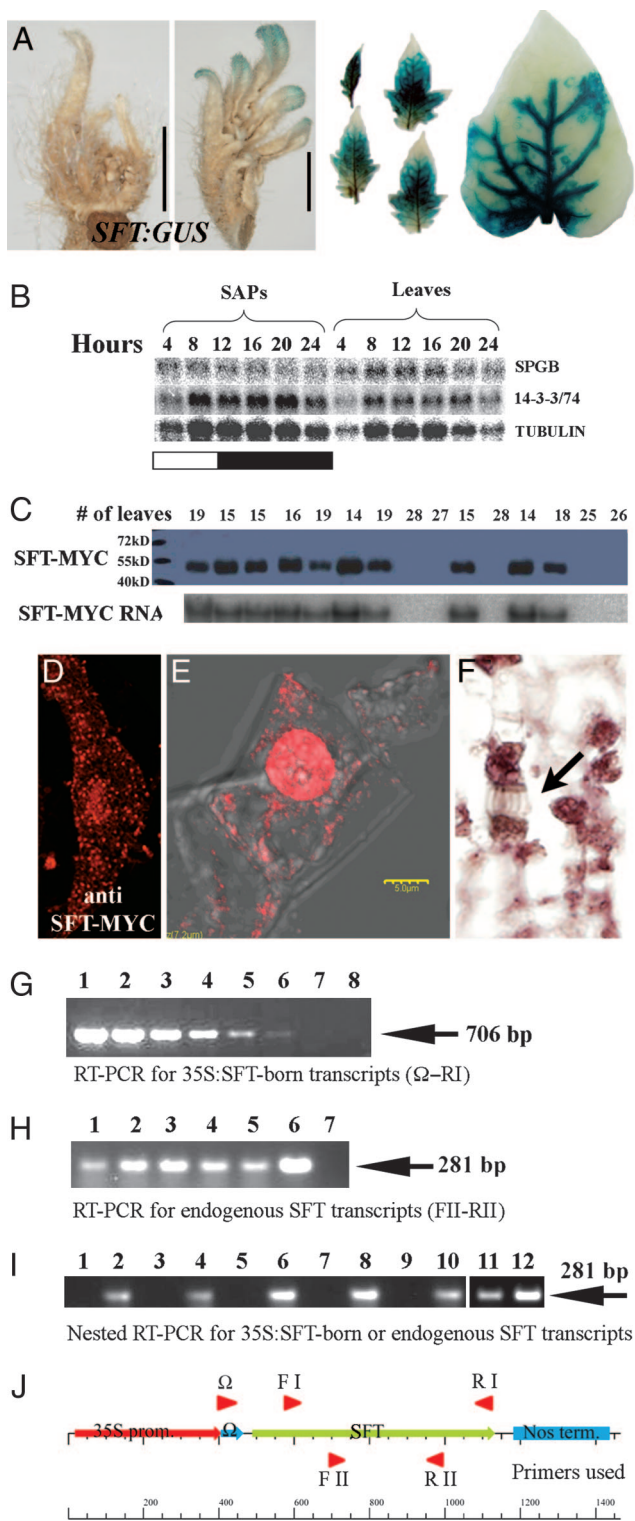 A
SFT:GUS
B
SAPs Leaves
Hours 4 8 12 16 20 24 4 8 12 16 20 24
SPGB
14-3-3/74
TUBULIN
C
# of leaves 19 15 15 16 19 14 19 28 27 15 28 14 18 25 26
72kD
SFT-MYC 55kD
40kD
SFT-MYC RNA
D E F
anti
SFT-MYC
5.0µm
z(7.2µm)
G
1 2 3 4 5 6 7 8
706 bp
RT-PCR for 35S:SFT-born transcripts (Ω–RI)
H
1 2 3 4 5 6 7
281 bp
RT-PCR for endogenous SFT transcripts (FII-RII)
I
1 2 3 4 5 6 7 8 9 10 11 12
281 bp
Nested RT-PCR for 35S:SFT-born or endogenous SFT transcripts
J
Ω F I R I
35S prom. Ω SFT Nos term.
F II R II Primers used
200 400 600 800 1000 1200 1400